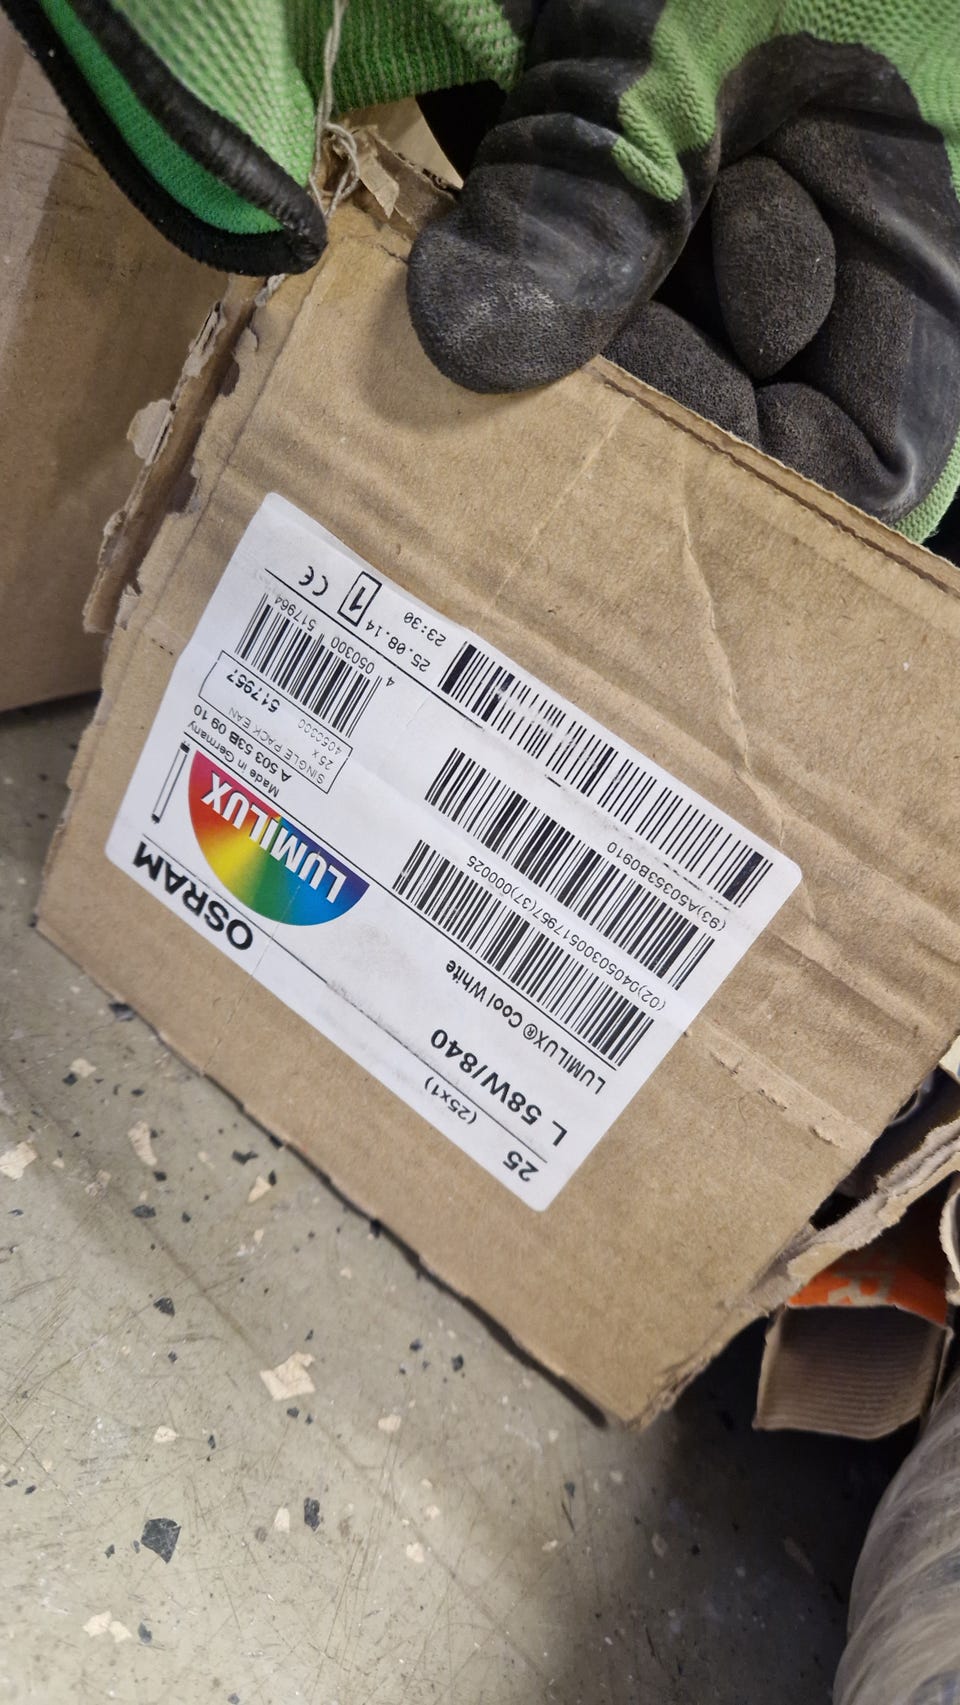 OSRAM
25
(25x1)
L 58W/840
LUMILUX
LUMILUX® Cool White
Made in Germany
A 503 53B 09 10
SINGLE PACK EAN
25 x
4050300
517957
(02)04050300517957(37)000025
4 050300 517964
(93)A50353B0910
25.08.14
23:30
1
CE